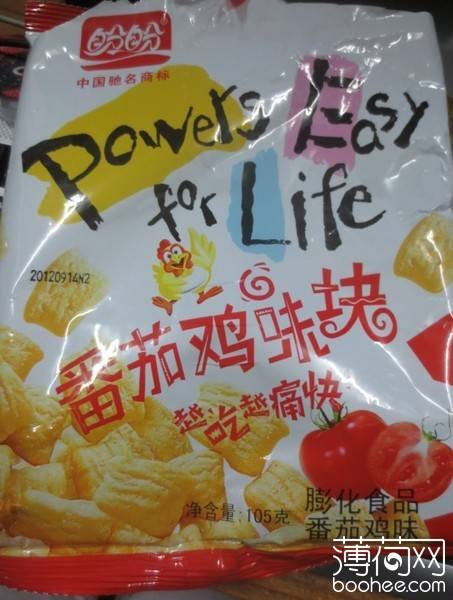 盼盼
中国驰名商标
Powers Easy
for Life
20120914N2
番茄鸡味块
越吃越痛快
净含量:105克
膨化食品
番茄鸡味
薄荷网
boohee.com